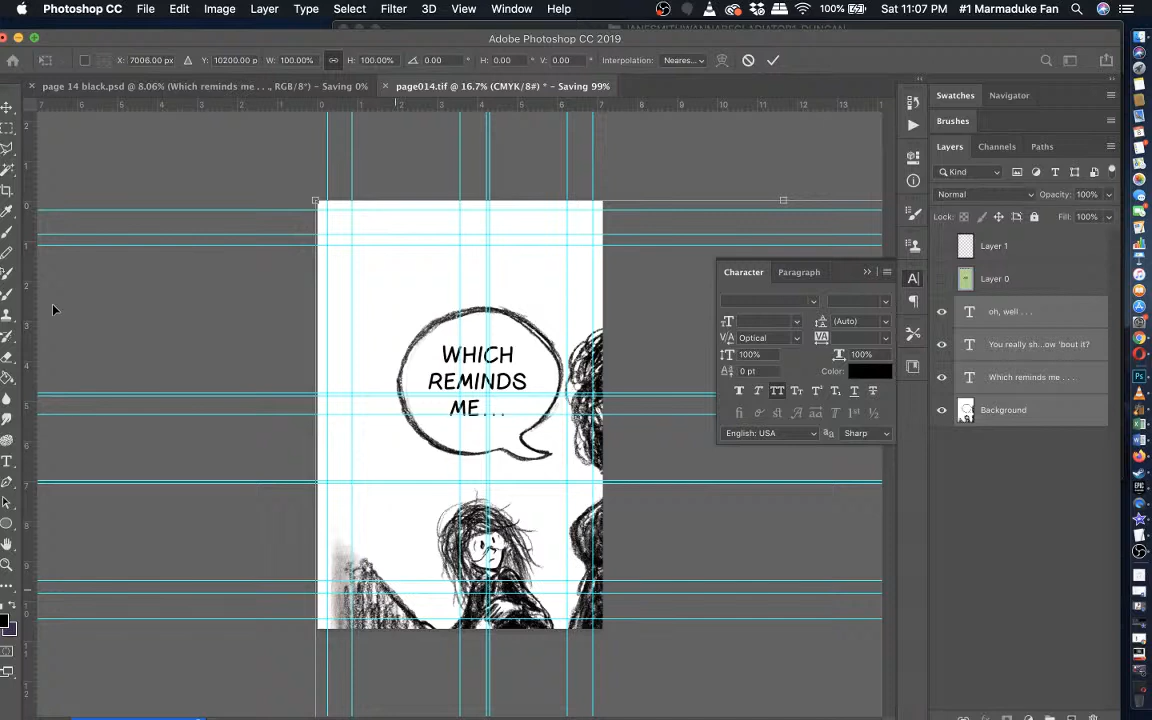 Photoshop CC File Edit Image Layer Type Select Filter 3D View Window Help 100% Sat 11:07 PM #1 Marmaduke Fan
Adobe Photoshop CC 2019
X: 7006.00 px Y: 10200.00 p W: 100.00% H: 100.00% 0.00 ° H: 0.00 ° V: 0.00 ° Interpolation: Neares...
page 14 black.psd @ 8.06% (Which reminds me . . ., RGB/8*) - Saving 0% page014.tif @ 16.7% (CMYK/8#) * - Saving 99%
Swatches Navigator
Brushes
Layers Channels Paths
Kind
Normal Opacity: 100%
Lock: Fill: 100%
Layer 1
Layer 0
oh, well . . .
You really sh...ow 'bout it?
Which reminds me . . .
Background
Character Paragraph
(Auto)
Optical
100% 100%
0 pt Color:
English: USA Sharp
WHICH
REMINDS
ME...